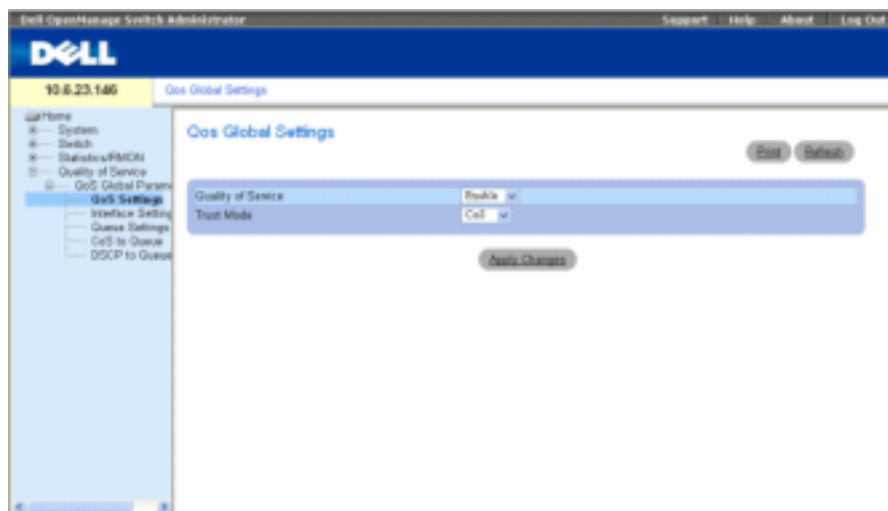 Dell OpenManage Switch Administrator
Support Help About Log Out
DELL
10.6.23.146
Qos Global Settings
Home
System
Switch
Statistics/RMON
Quality of Service
QoS Global Param
QoS Settings
Interface Setting
Queue Settings
CoS to Queue
DSCP to Queue
Qos Global Settings
Print Refresh
Quality of Service Enable
Trust Mode CoS
Apply Changes